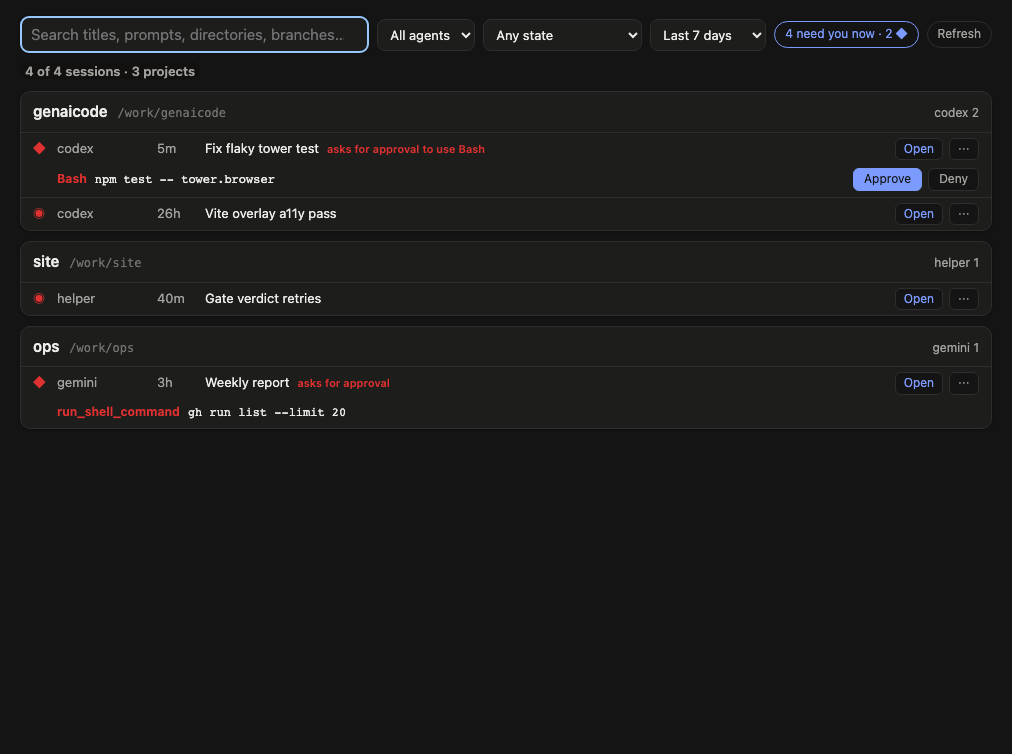 Search titles, prompts, directories, branches.. All agents Any state Last 7 days 4 need you now · 2 ◆ Refresh
4 of 4 sessions · 3 projects
genaicode /work/genaicode codex 2
codex 5m Fix flaky tower test asks for approval to use Bash Open ···
Bash npm test -- tower.browser Approve Deny
codex 26h Vite overlay a11y pass Open ···
site /work/site helper 1
helper 40m Gate verdict retries Open ···
ops /work/ops gemini 1
gemini 3h Weekly report asks for approval Open ···
run_shell_command gh run list --limit 20